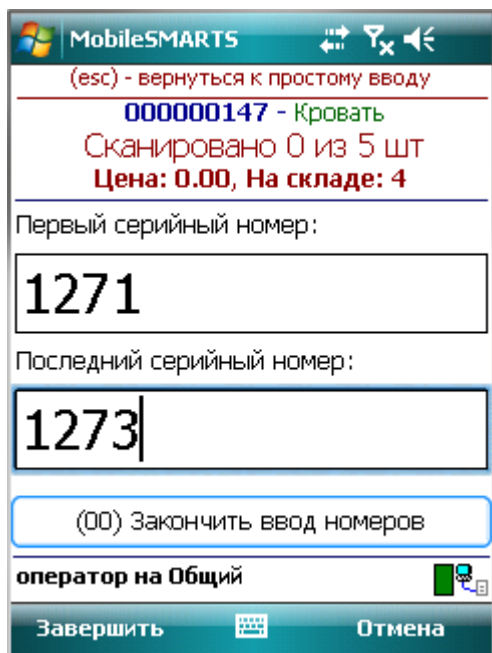 MobileSMARTS
(esc) - вернуться к простому вводу
000000147 - Кровать
Сканировано 0 из 5 шт
Цена: 0.00, На складе: 4
Первый серийный номер:
1271
Последний серийный номер:
1273
(00) Закончить ввод номеров
оператор на Общий
Завершить Отмена